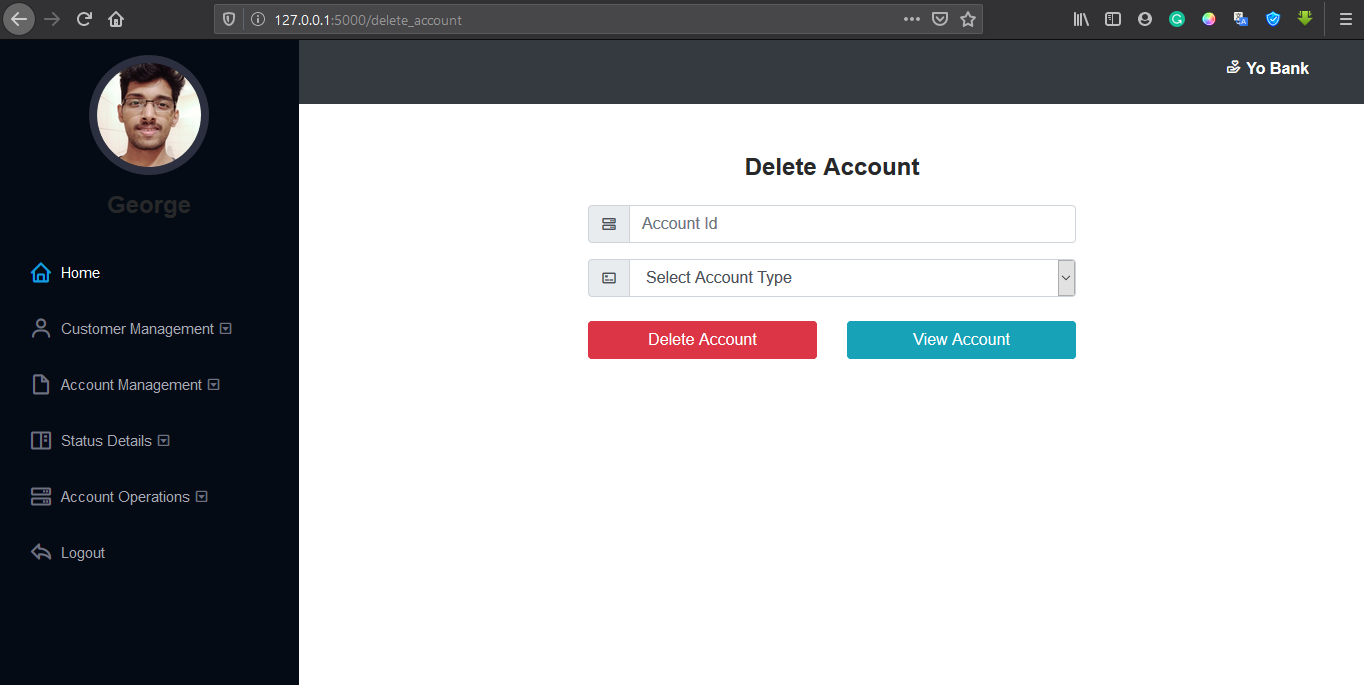 127.0.0.1:5000/delete_account
Yo Bank
George
Home
Customer Management
Account Management
Status Details
Account Operations
Logout
Delete Account
Account Id
Select Account Type
Delete Account
View Account